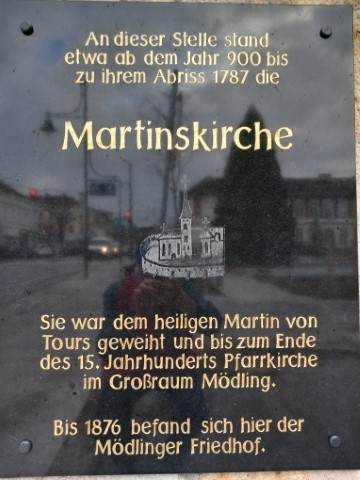 An dieser Stelle stand
etwa ab dem Jahr 900 bis
zu ihrem Abriss 1787 die
Martinskirche
Sie war dem heiligen Martin von
Tours geweiht und bis zum Ende
des 15. Jahrhunderts Pfarrkirche
im Großraum Mödling.
Bis 1876 befand sich hier der
Mödlinger Friedhof.